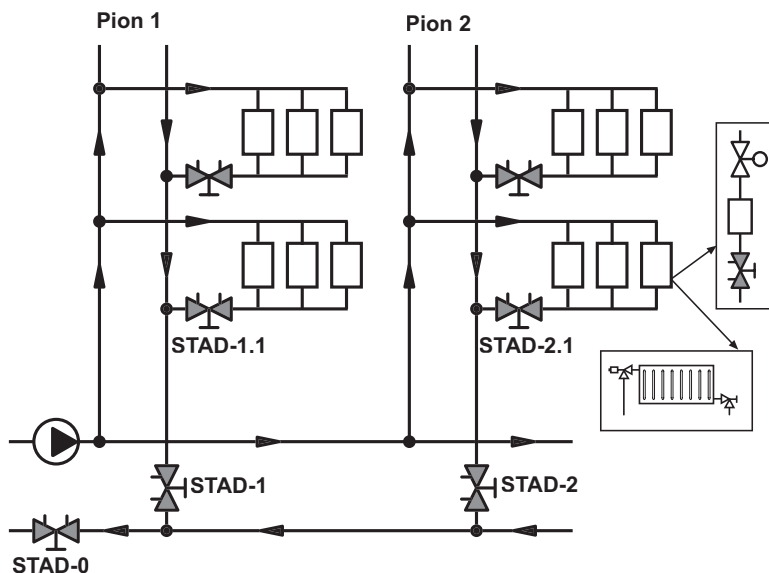 Pion 1
Pion 2
STAD-1.1
STAD-2.1
STAD-1
STAD-2
STAD-0